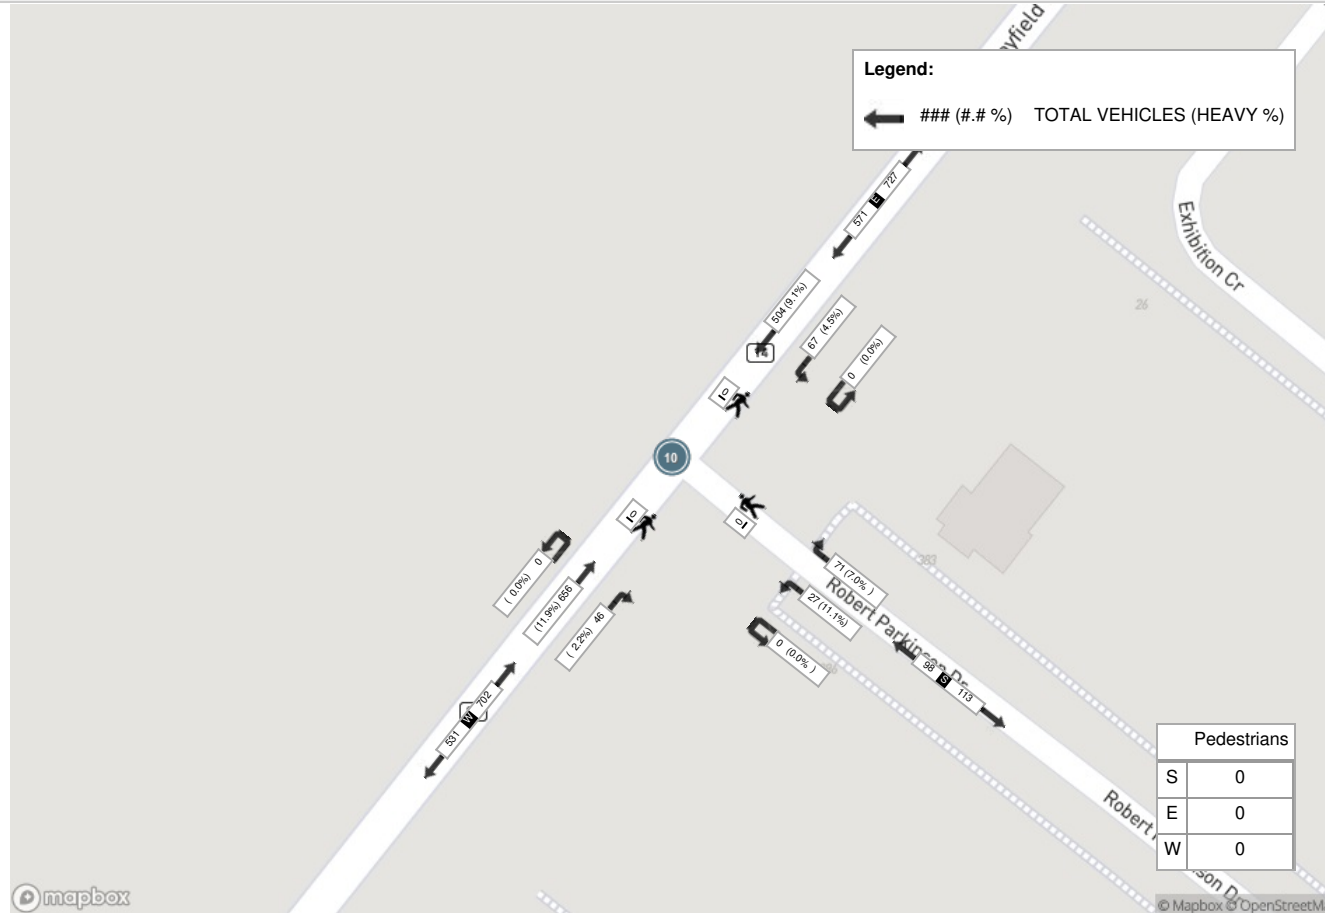 yfield
Legend:
### (#.# %) TOTAL VEHICLES (HEAVY %)
727
E
571
Exhibition Cr
26
504 (9.1%)
67 (4.5%)
0 (0.0%)
14
0
10
0
0
383
71 (7.0% )
27 (11.1%)
0 (0.0% )
Robert Parkinson Dr
98
S
113
( 0.0%) 0
(11.9%) 656
( 2.2%) 46
702
W
531
Pedestrians
S 0
E 0
W 0
Robert
son D
mapbox
© Mapbox © OpenStreetM